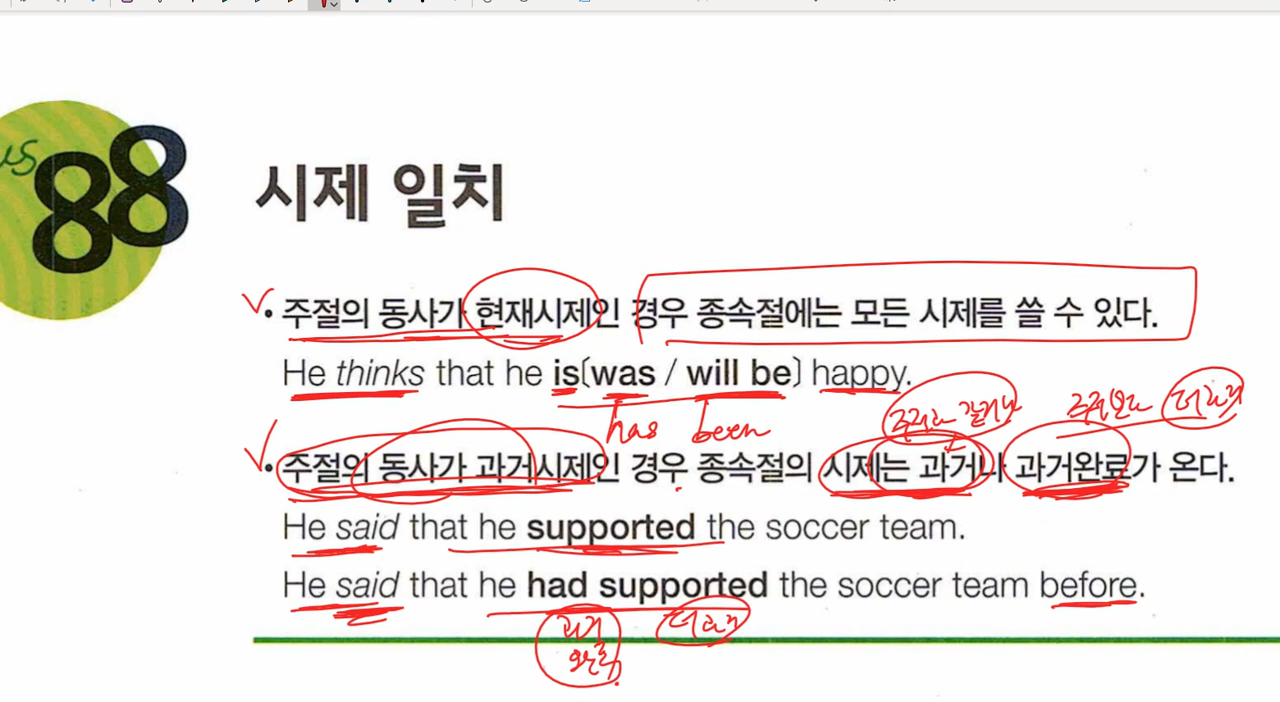 88
시제 일치
• 주절의 동사가 현재시제인 경우 종속절에는 모든 시제를 쓸 수 있다.
He thinks that he is(was / will be) happy.
has been
• 주절의 동사가 과거시제인 경우 종속절의 시제는 과거나 과거완료가 온다.
He said that he supported the soccer team.
He said that he had supported the soccer team before.
과거
완료